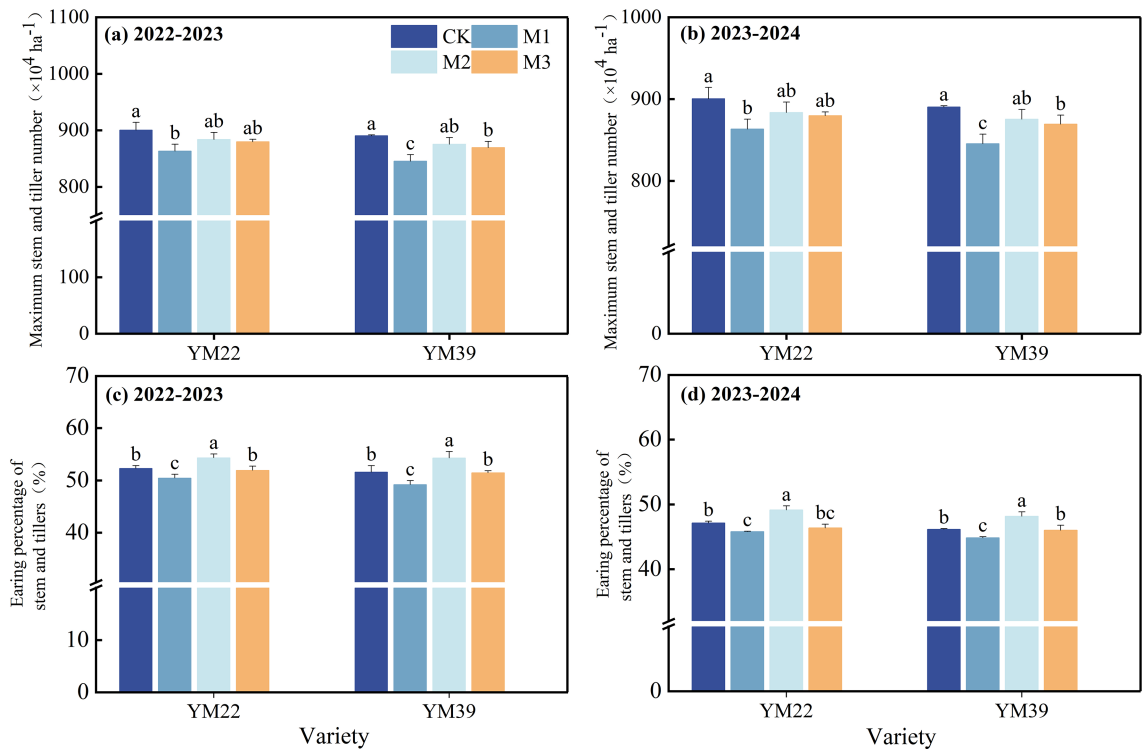 Maximum stem and tiller number（×10⁴ ha⁻¹）
1100
1000
900
800
100
0
(a) 2022-2023
CK M1
M2 M3
a b ab ab
a c ab b
YM22 YM39
Maximum stem and tiller number（×10⁴ ha⁻¹）
1000
900
800
0
(b) 2023-2024
a b ab ab
a c ab b
YM22 YM39
Earing percentage of
stem and tillers（%）
70
60
50
40
10
0
(c) 2022-2023
b c a b
b c a b
YM22 YM39
Variety
Earing percentage of
stem and tillers（%）
70
60
50
40
0
(d) 2023-2024
b c a bc
b c a b
YM22 YM39
Variety